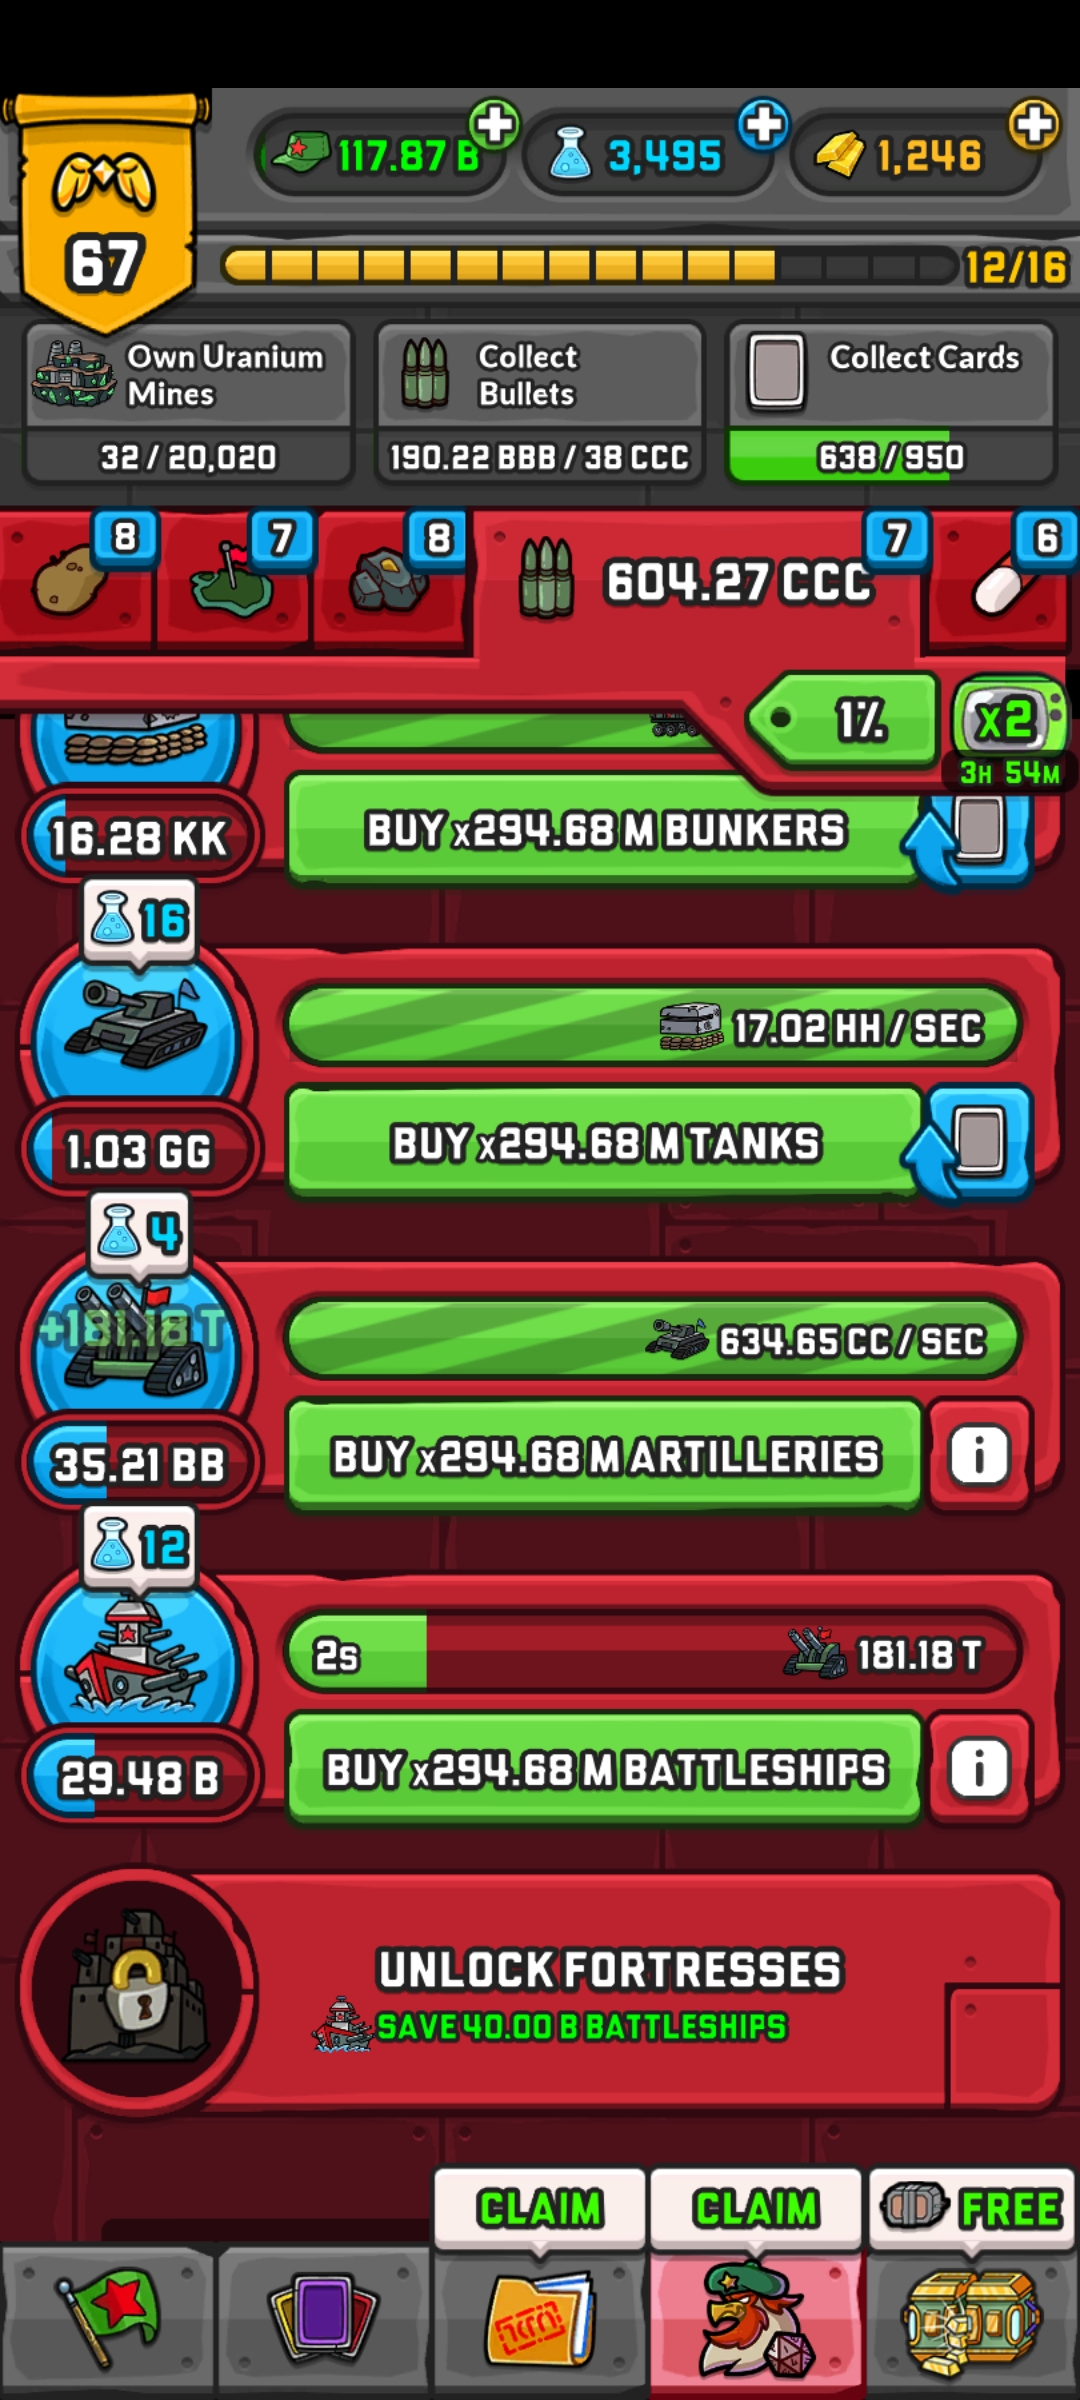 117.87 B
3,495
1,246
67
12/16
Own Uranium
Mines
32 / 20,020
Collect
Bullets
190.22 BBB / 38 CCC
Collect Cards
638 / 950
8
7
8
604.27 CCC
7
6
1%
x2
3H 54M
16.28 KK
BUY x294.68 M BUNKERS
16
17.02 HH / SEC
1.03 GG
BUY x294.68 M TANKS
4
+181.18 T
634.65 CC / SEC
35.21 BB
BUY x294.68 M ARTILLERIES
i
12
2s
181.18 T
29.48 B
BUY x294.68 M BATTLESHIPS
i
UNLOCK FORTRESSES
SAVE 40.00 B BATTLESHIPS
CLAIM
CLAIM
FREE